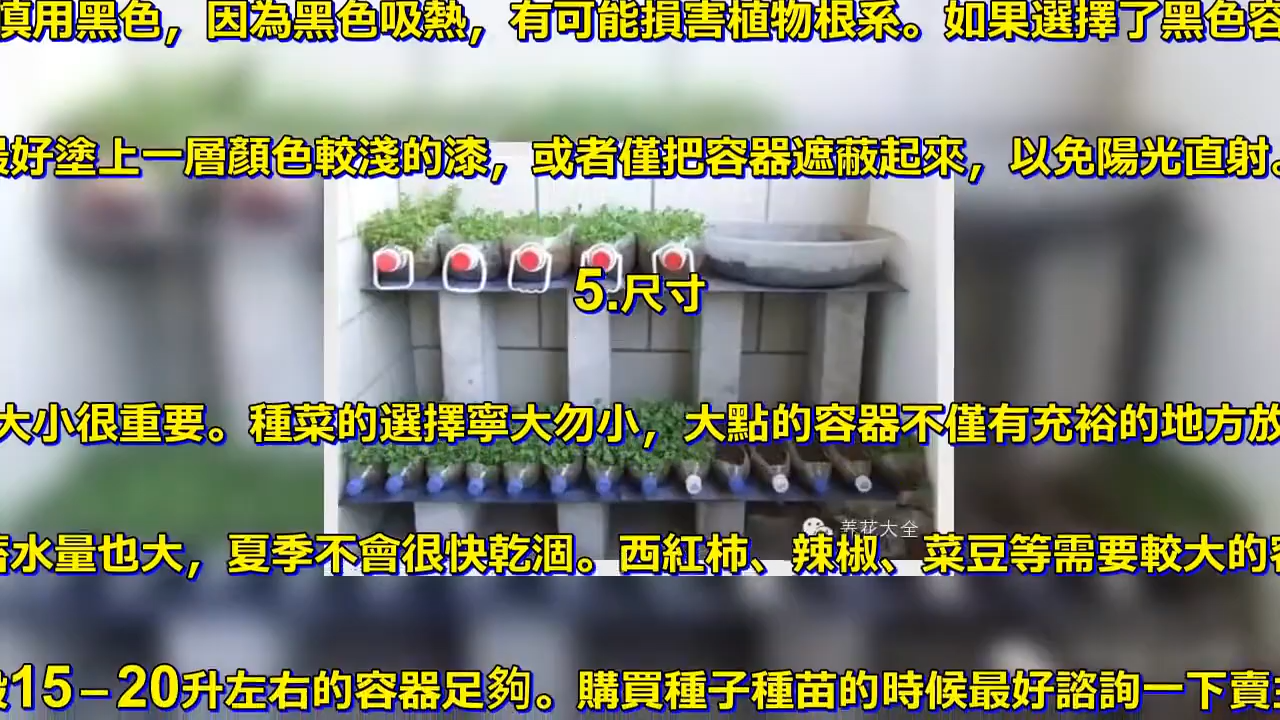 慎用黑色，因為黑色吸熱，有可能損害植物根系。如果選擇了黑色容
最好塗上一層顏色較淺的漆，或者僅把容器遮蔽起來，以免陽光直射。
5.尺寸
大小很重要。種菜的選擇寧大勿小，大點的容器不僅有充裕的地方放
蓄水量也大，夏季不會很快乾涸。西紅柿、辣椒、菜豆等需要較大的容
养花大全
15–20升左右的容器足夠。購買種子種苗的時候最好諮詢一下賣